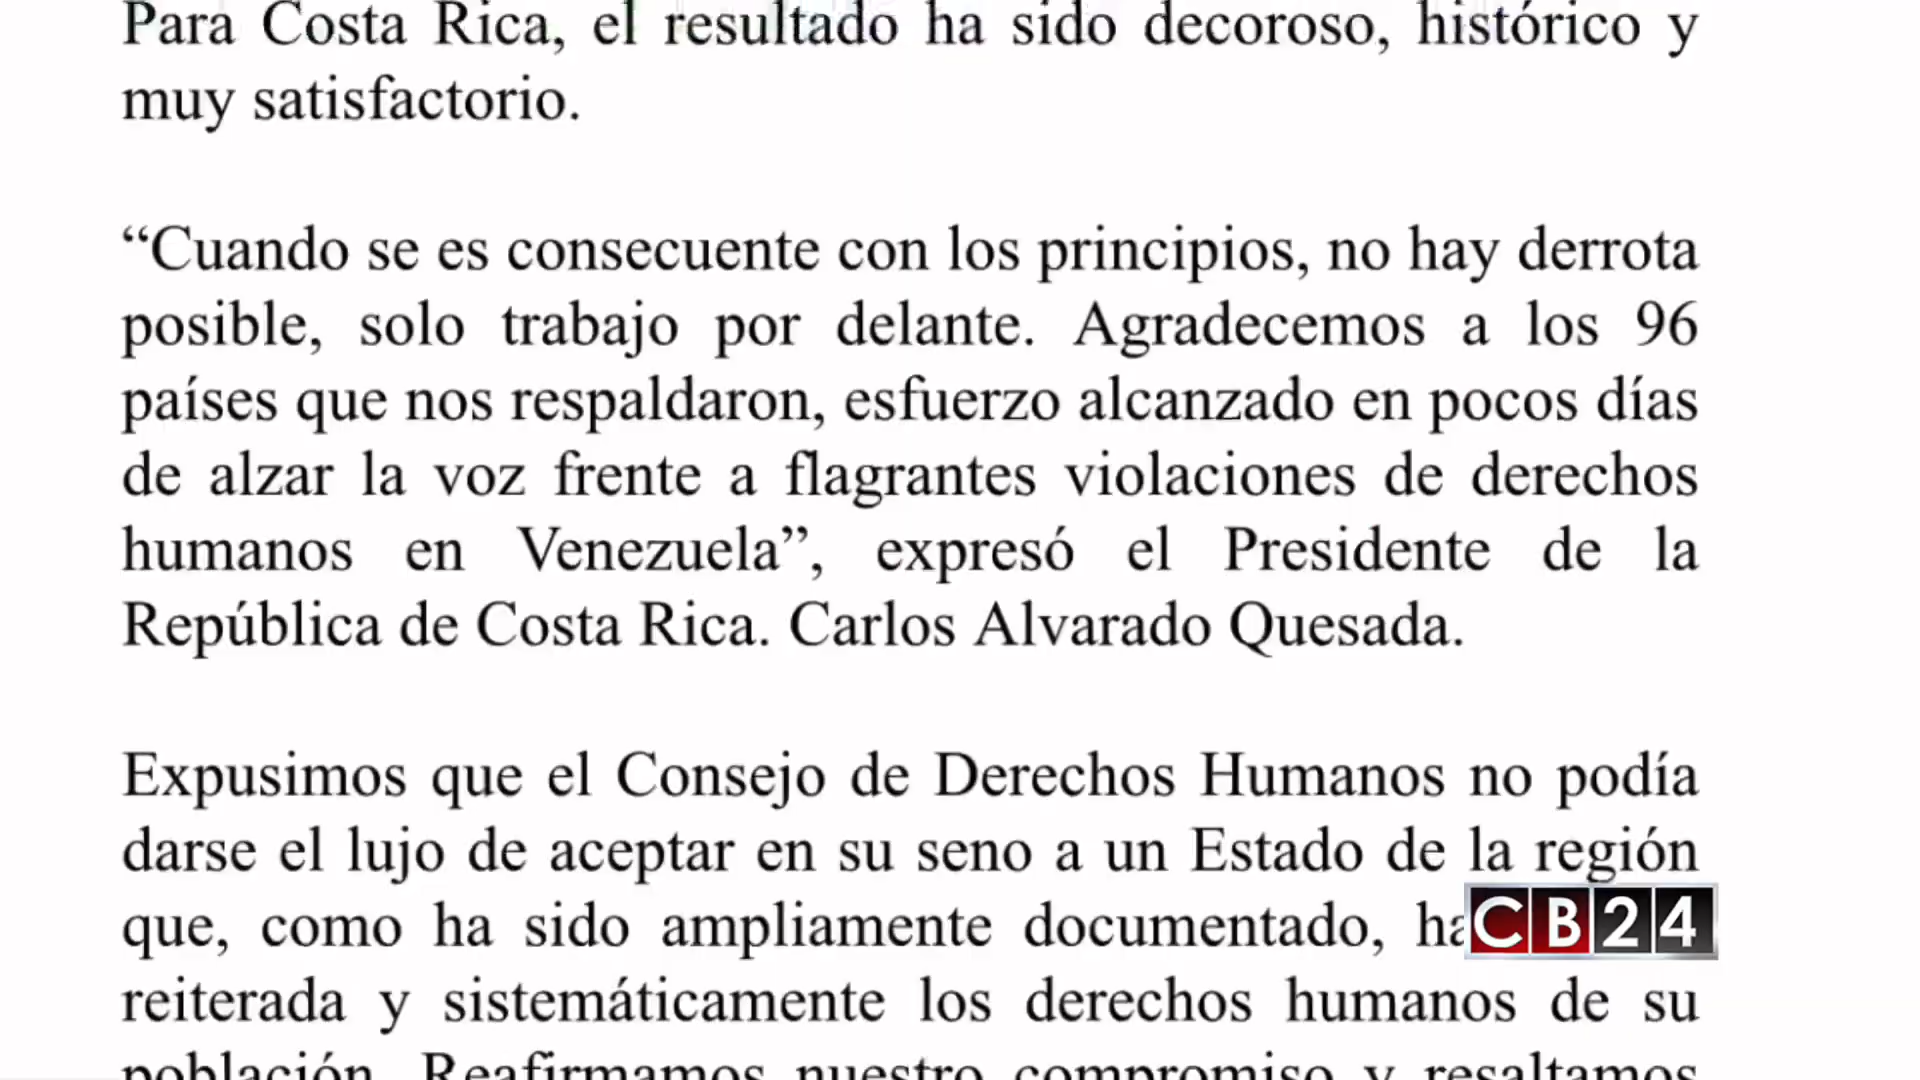 Para Costa Rica, el resultado ha sido decoroso, histórico y
muy satisfactorio.
“Cuando se es consecuente con los principios, no hay derrota
posible, solo trabajo por delante. Agradecemos a los 96
países que nos respaldaron, esfuerzo alcanzado en pocos días
de alzar la voz frente a flagrantes violaciones de derechos
humanos en Venezuela”, expresó el Presidente de la
República de Costa Rica. Carlos Alvarado Quesada.
Expusimos que el Consejo de Derechos Humanos no podía
darse el lujo de aceptar en su seno a un Estado de la región
que, como ha sido ampliamente documentado,
CB24
reiterada y sistemáticamente los derechos humanos de su
población. Reafirmamos nuestro compromiso y resaltamos